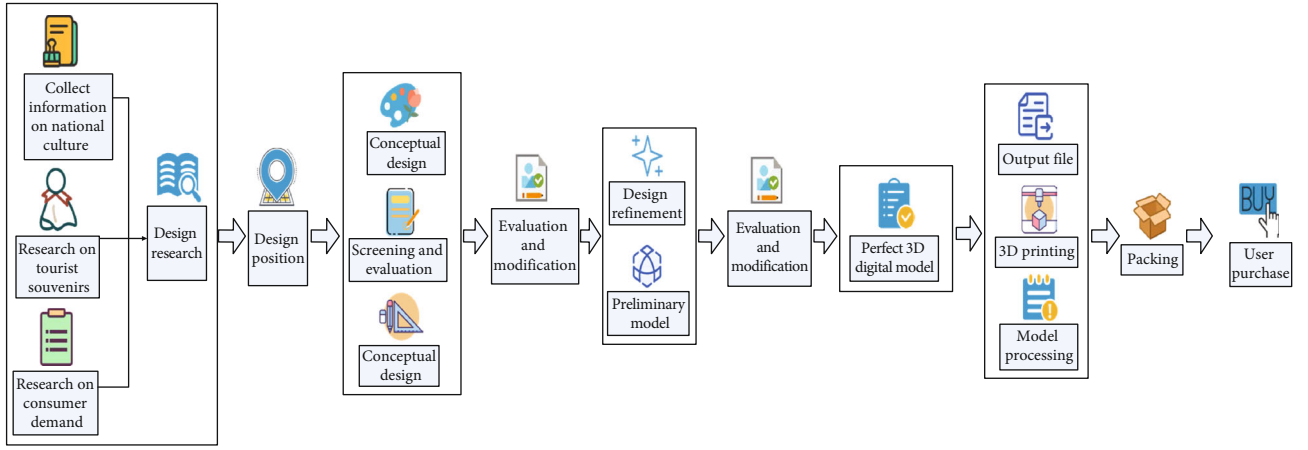 Collect
information
on national
culture
Research on
tourist
souvenirs
Research on
consumer
demand
Design
research
Design
position
Conceptual
design
Screening and
evaluation
Conceptual
design
Evaluation and
modification
Design
refinement
Preliminary
model
Evaluation and
modification
Perfect 3D
digital model
Output file
3D printing
Model
processing
Packing
BUY
User
purchase